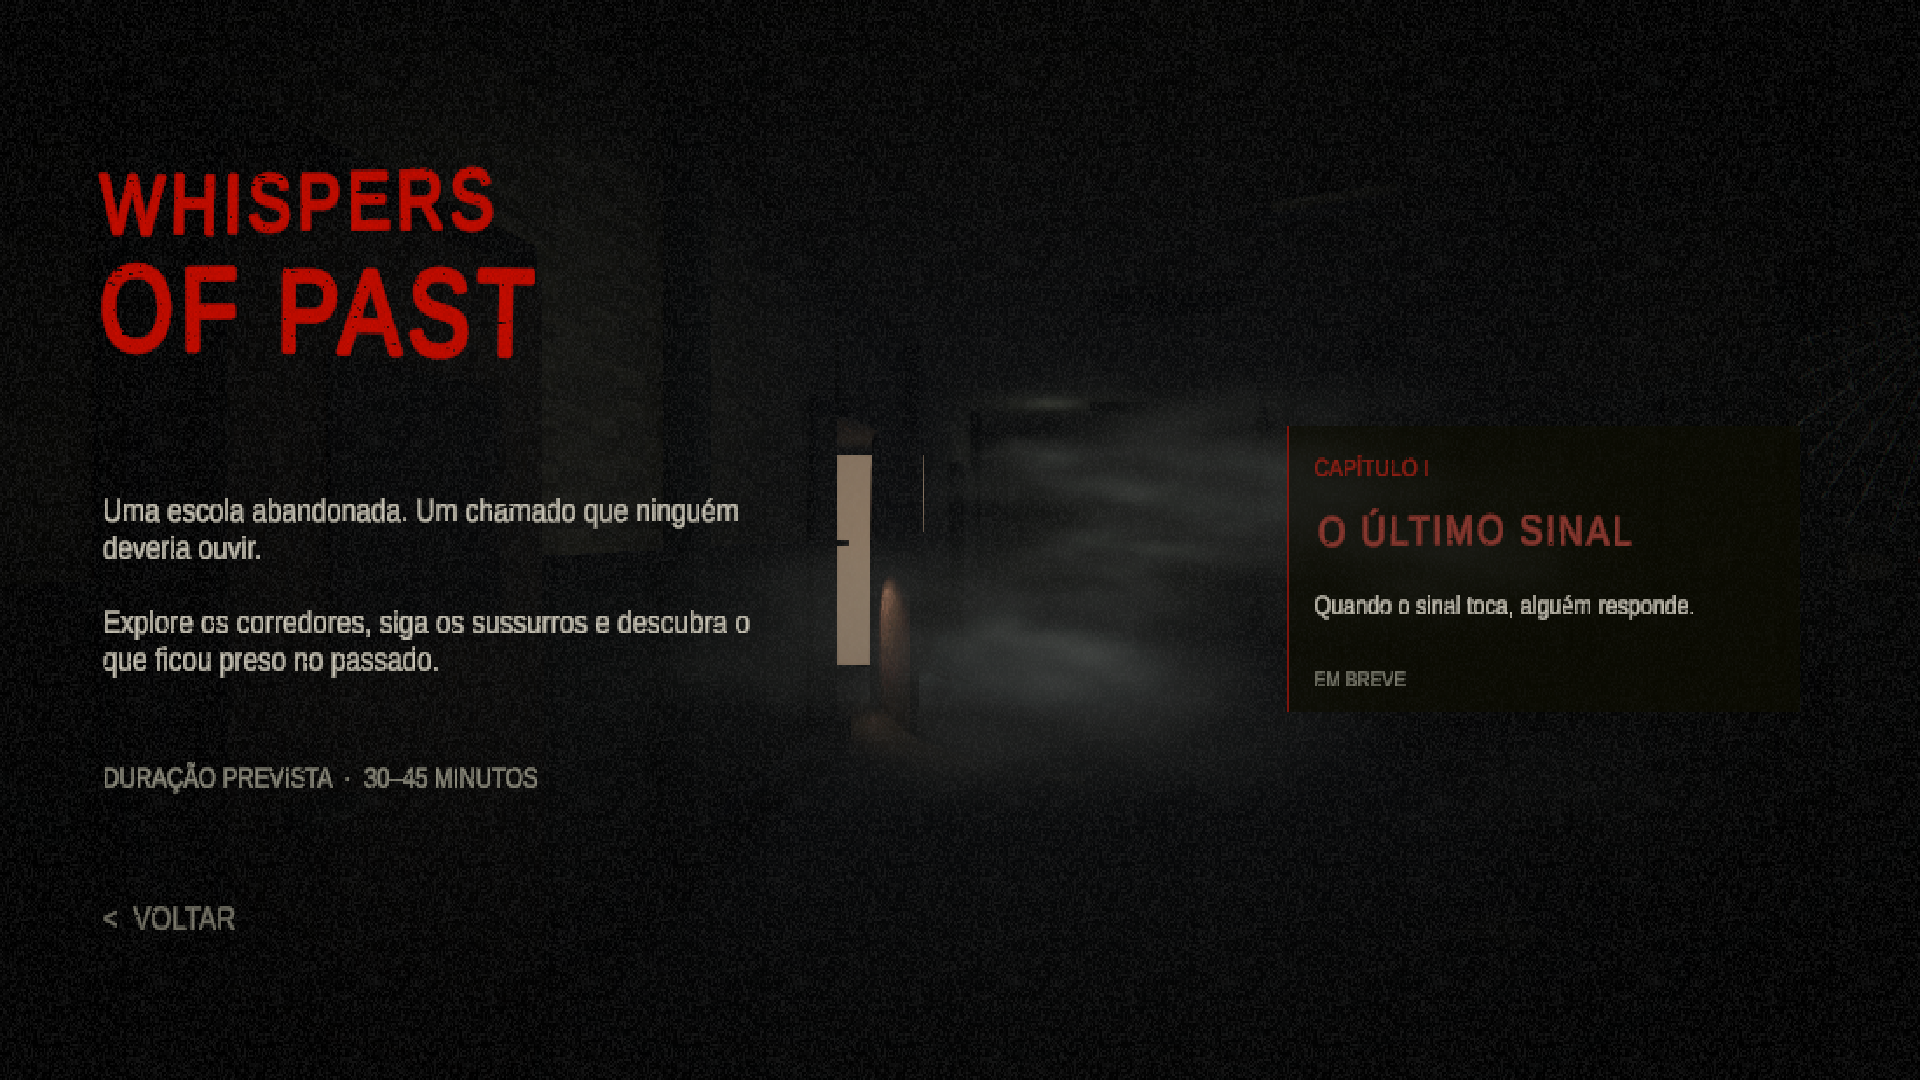 WHISPERS
OF PAST
Uma escola abandonada. Um chamado que ninguém
deveria ouvir.
Explore os corredores, siga os sussurros e descubra o
que ficou preso no passado.
DURAÇÃO PREVISTA · 30–45 MINUTOS
< VOLTAR
CAPÍTULO I
O ÚLTIMO SINAL
Quando o sinal toca, alguém responde.
EM BREVE